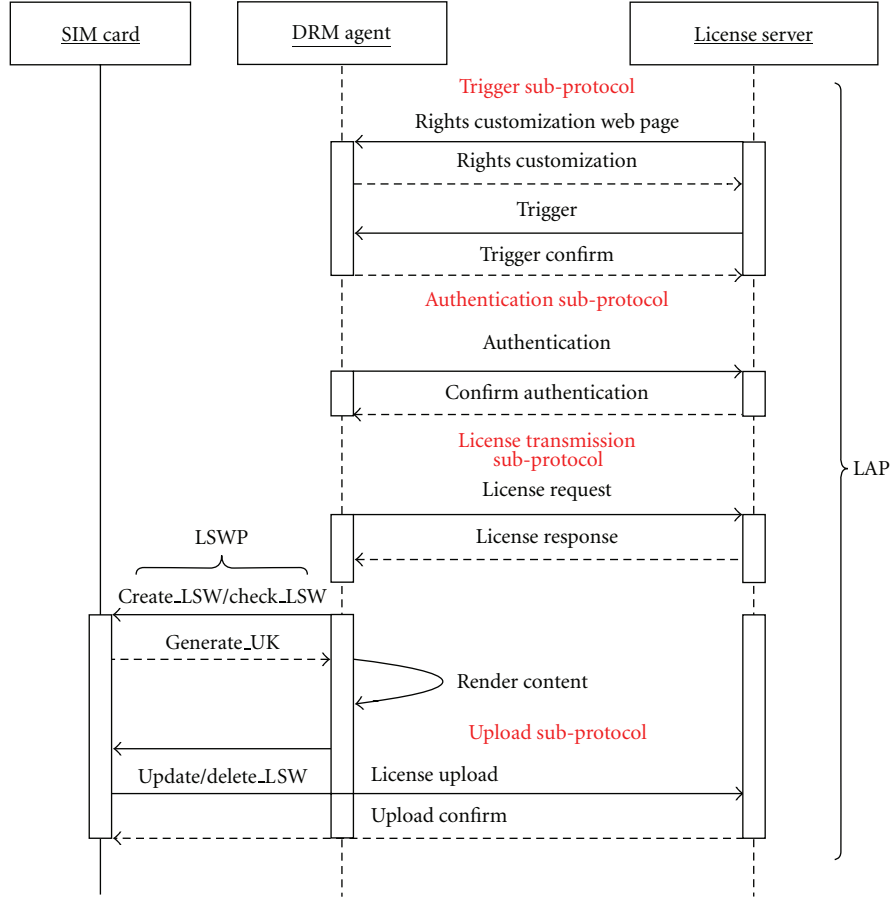 SIM card
DRM agent
License server
Trigger sub-protocol
Rights customization web page
Rights customization
Trigger
Trigger confirm
Authentication sub-protocol
Authentication
Confirm authentication
License transmission
sub-protocol
LAP
License request
LSWP
License response
Create_LSW/check_LSW
Generate_UK
Render content
Upload sub-protocol
Update/delete_LSW
License upload
Upload confirm